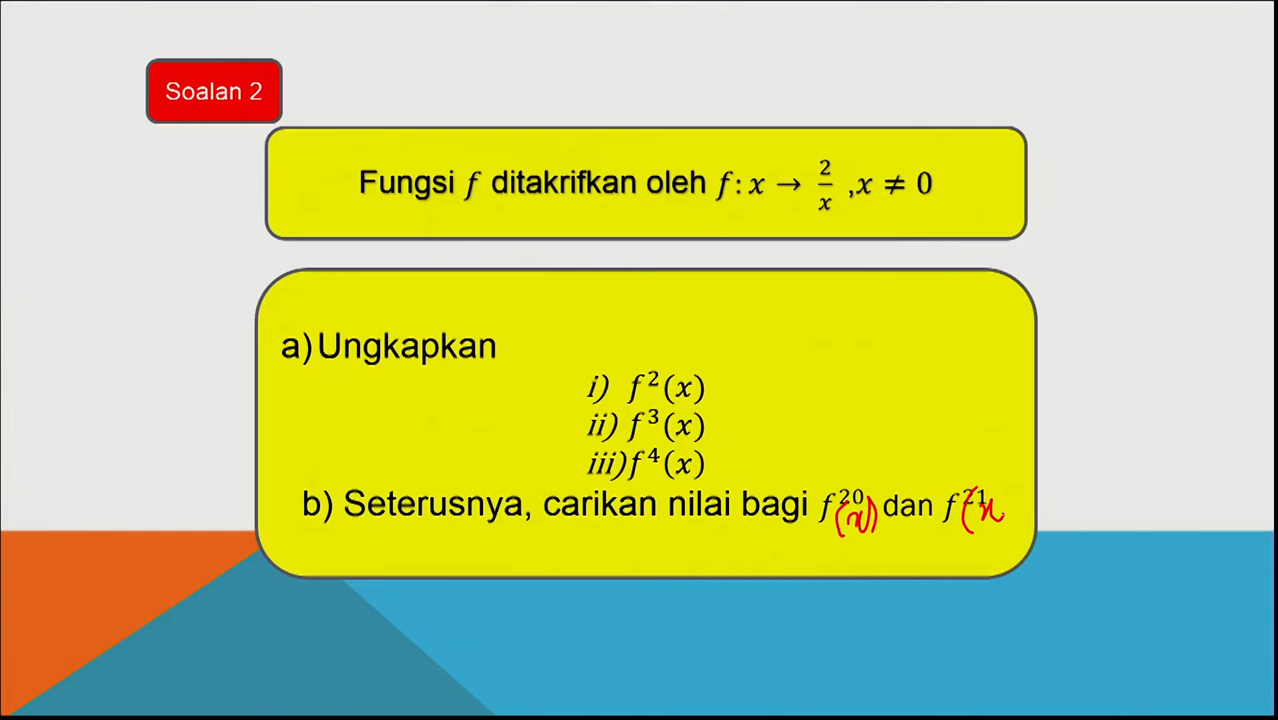 Soalan 2
Fungsi f ditakrifkan oleh f: x → 2/x ,x ≠ 0
a) Ungkapkan
i) f²(x)
ii) f³(x)
iii) f⁴(x)
b) Seterusnya, carikan nilai bagi f²⁰(x) dan f²¹(x